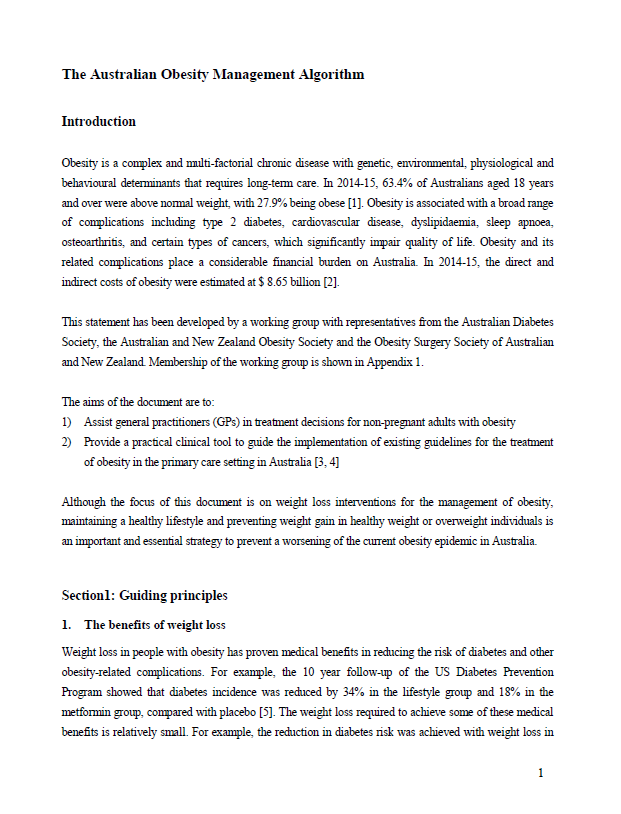 The Australian Obesity Management Algorithm
Introduction
Obesity is a complex and multi-factorial chronic disease with genetic, environmental, physiological and
behavioural determinants that requires long-term care. In 2014-15, 63.4% of Australians aged 18 years
and over were above normal weight, with 27.9% being obese [1]. Obesity is associated with a broad range
of complications including type 2 diabetes, cardiovascular disease, dyslipidaemia, sleep apnoea,
osteoarthritis, and certain types of cancers, which significantly impair quality of life. Obesity and its
related complications place a considerable financial burden on Australia. In 2014-15, the direct and
indirect costs of obesity were estimated at $ 8.65 billion [2].
This statement has been developed by a working group with representatives from the Australian Diabetes
Society, the Australian and New Zealand Obesity Society and the Obesity Surgery Society of Australian
and New Zealand. Membership of the working group is shown in Appendix 1.
The aims of the document are to:
1) Assist general practitioners (GPs) in treatment decisions for non-pregnant adults with obesity
2) Provide a practical clinical tool to guide the implementation of existing guidelines for the treatment
of obesity in the primary care setting in Australia [3, 4]
Although the focus of this document is on weight loss interventions for the management of obesity,
maintaining a healthy lifestyle and preventing weight gain in healthy weight or overweight individuals is
an important and essential strategy to prevent a worsening of the current obesity epidemic in Australia.
Section1: Guiding principles
1. The benefits of weight loss
Weight loss in people with obesity has proven medical benefits in reducing the risk of diabetes and other
obesity-related complications. For example, the 10 year follow-up of the US Diabetes Prevention
Program showed that diabetes incidence was reduced by 34% in the lifestyle group and 18% in the
metformin group, compared with placebo [5]. The weight loss required to achieve some of these medical
benefits is relatively small. For example, the reduction in diabetes risk was achieved with weight loss in
1